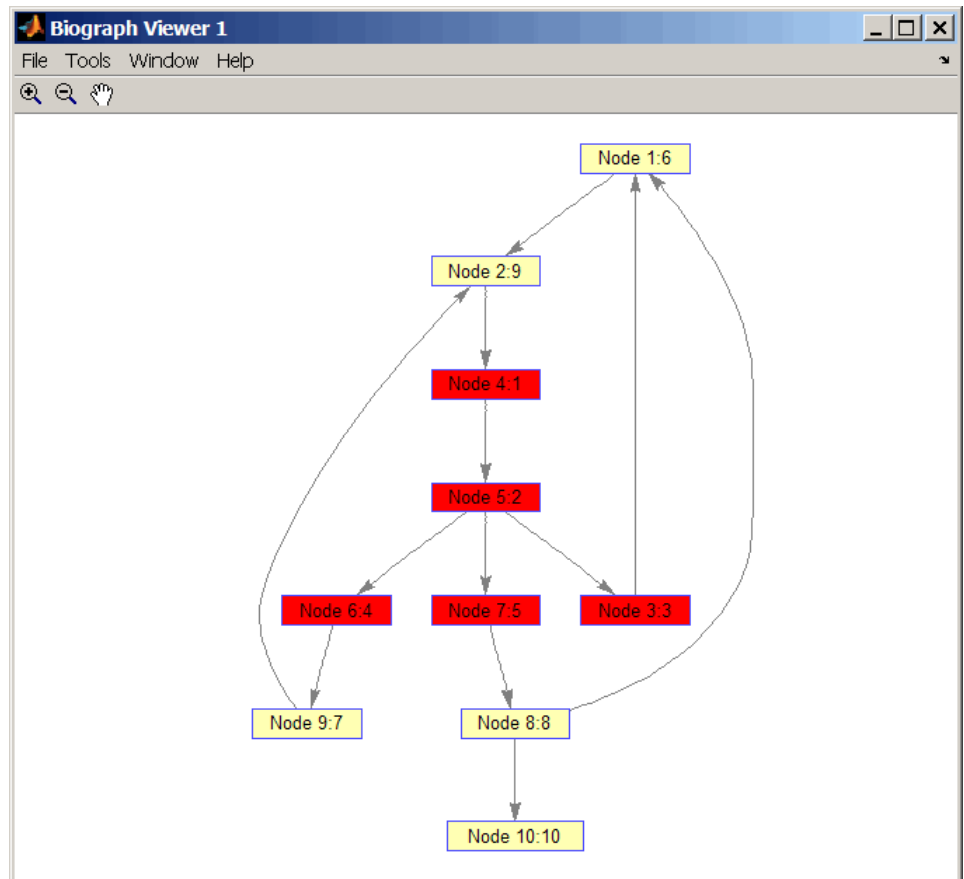 Biograph Viewer 1
File Tools Window Help
Node 1:6
Node 2:9
Node 4:1
Node 5:2
Node 6:4 Node 7:5 Node 3:3
Node 9:7 Node 8:8
Node 10:10